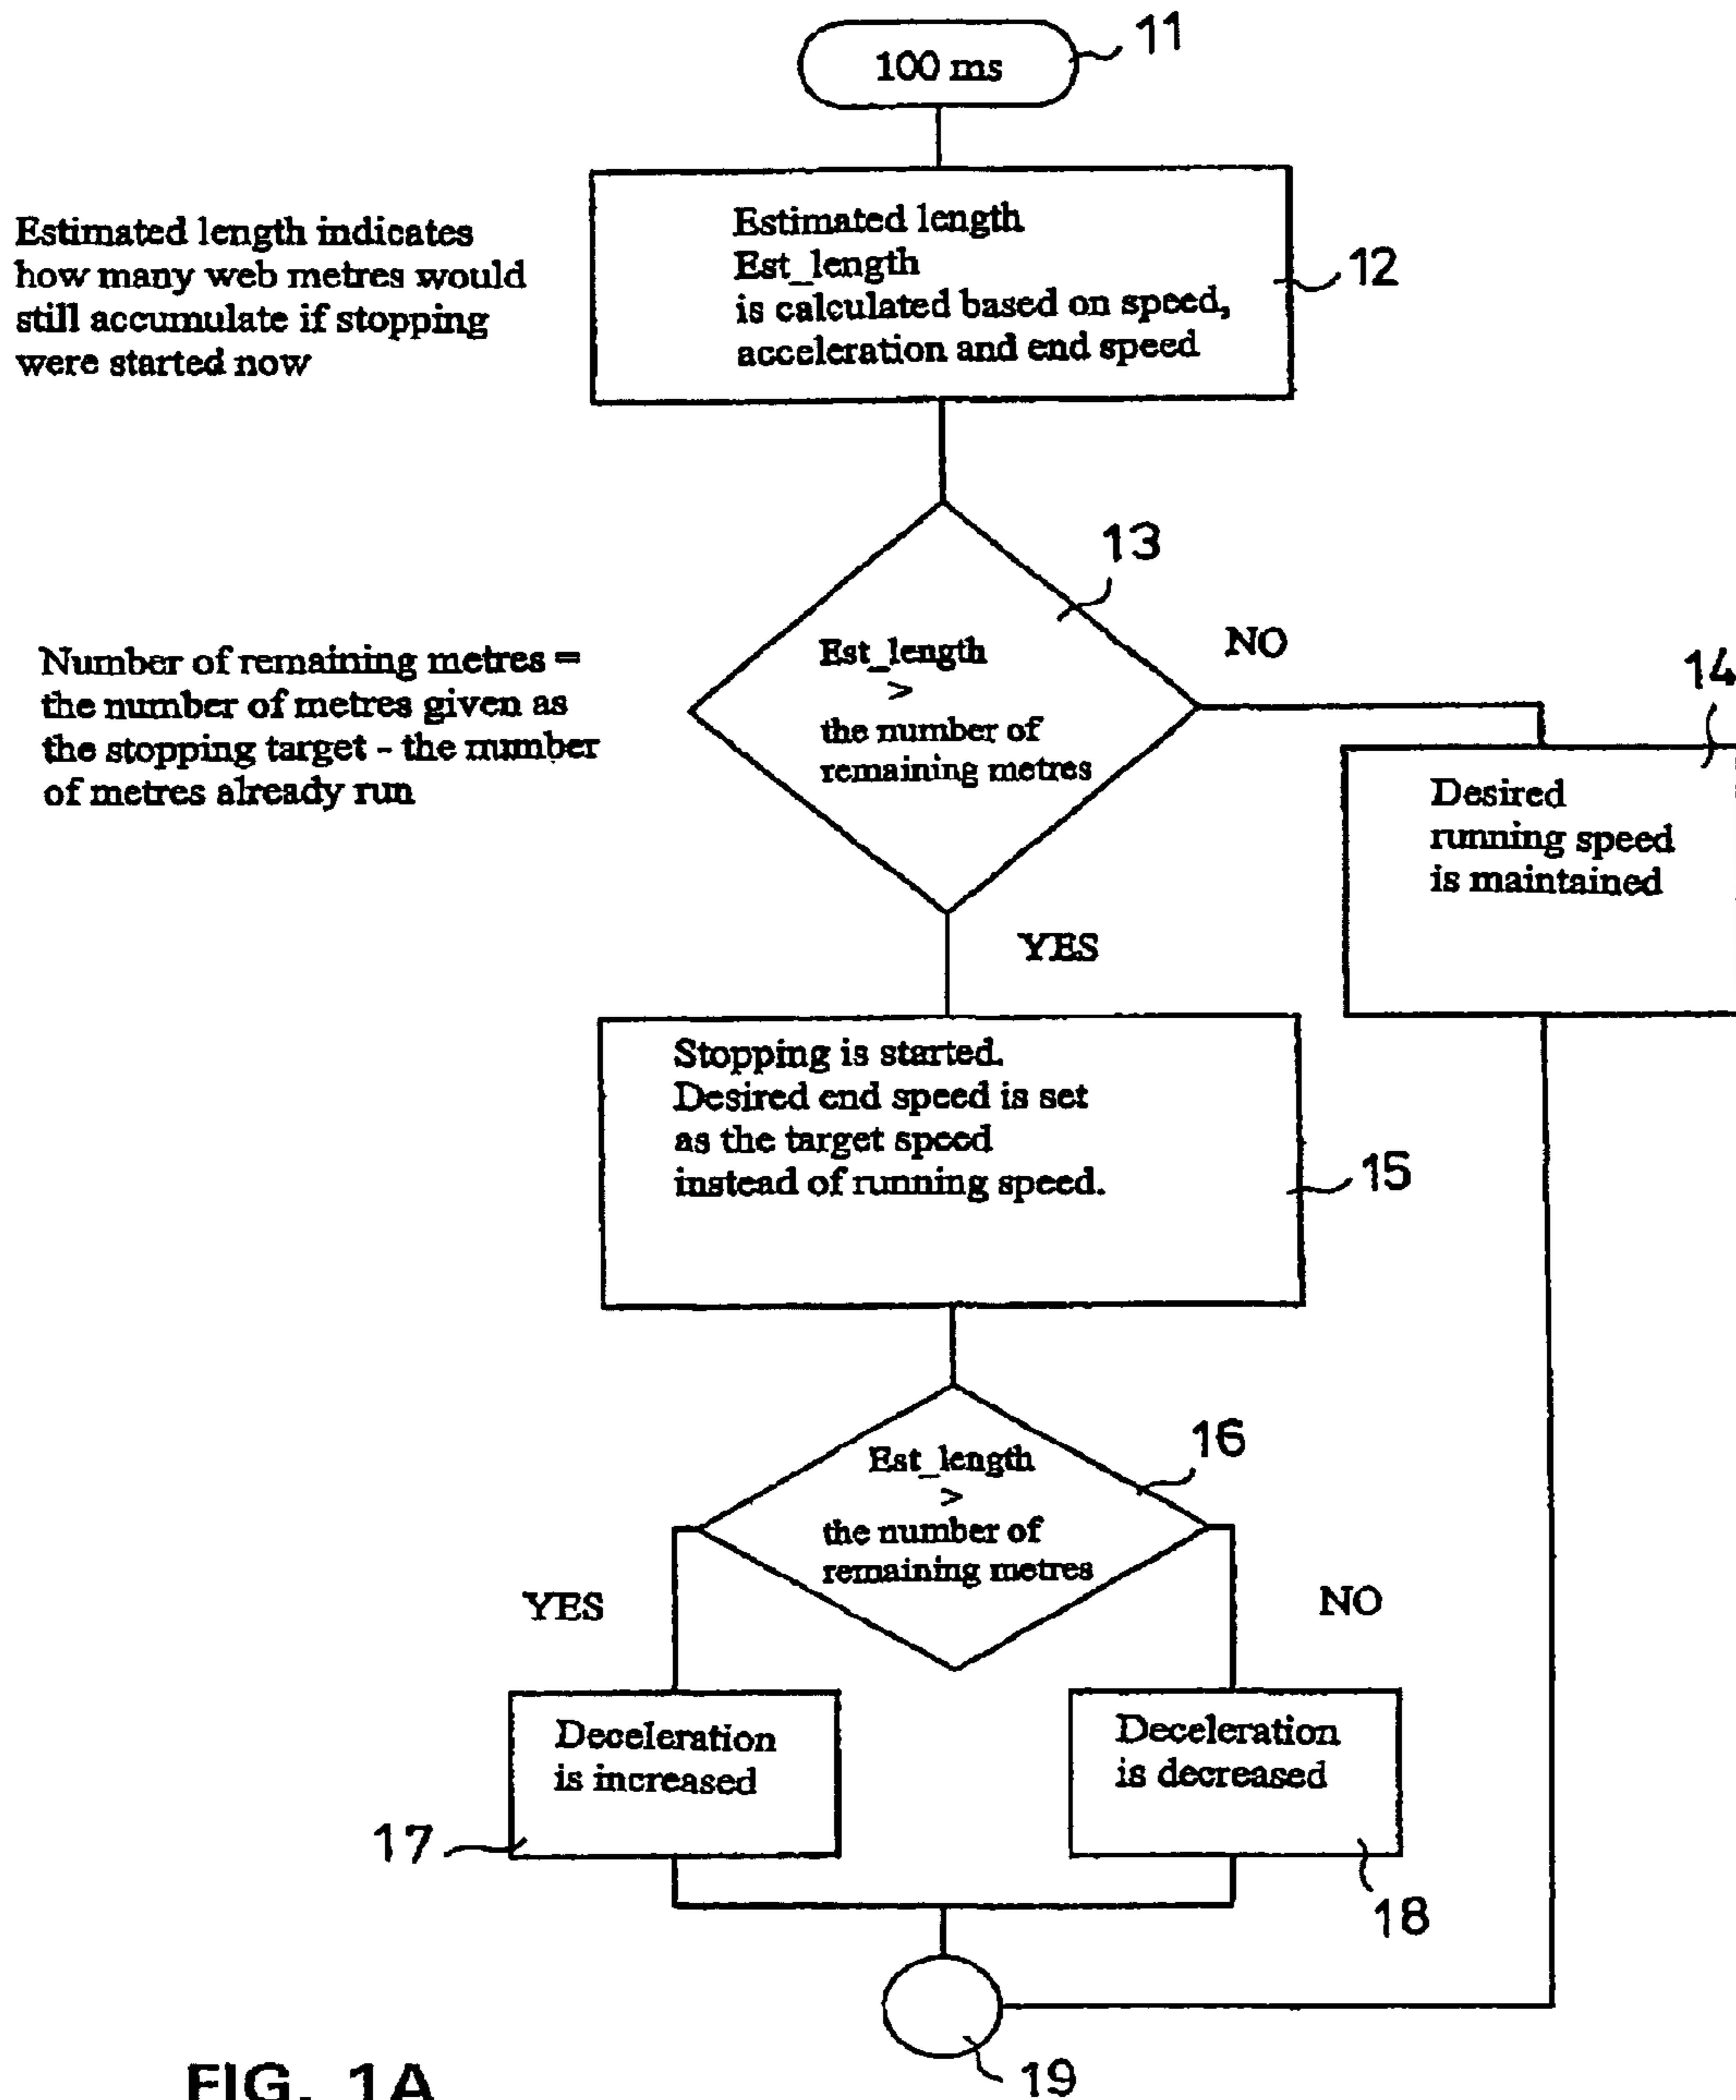 11
100 ms
Estimated length indicates
how many web metres would
still accumulate if stopping
were started now
Estimated length
Est_length
is calculated based on speed,
acceleration and end speed
12
13
Number of remaining metres =
the number of metres given as
the stopping target - the number
of metres already run
Est_length
>
the number of
remaining metres
NO
14
Desired
running speed
is maintained
YES
Stopping is started.
Desired end speed is set
as the target speed
instead of running speed.
15
16
Est_length
>
the number of
remaining metres
YES
NO
Deceleration
is increased
17
Deceleration
is decreased
18
19
FIG. 1A